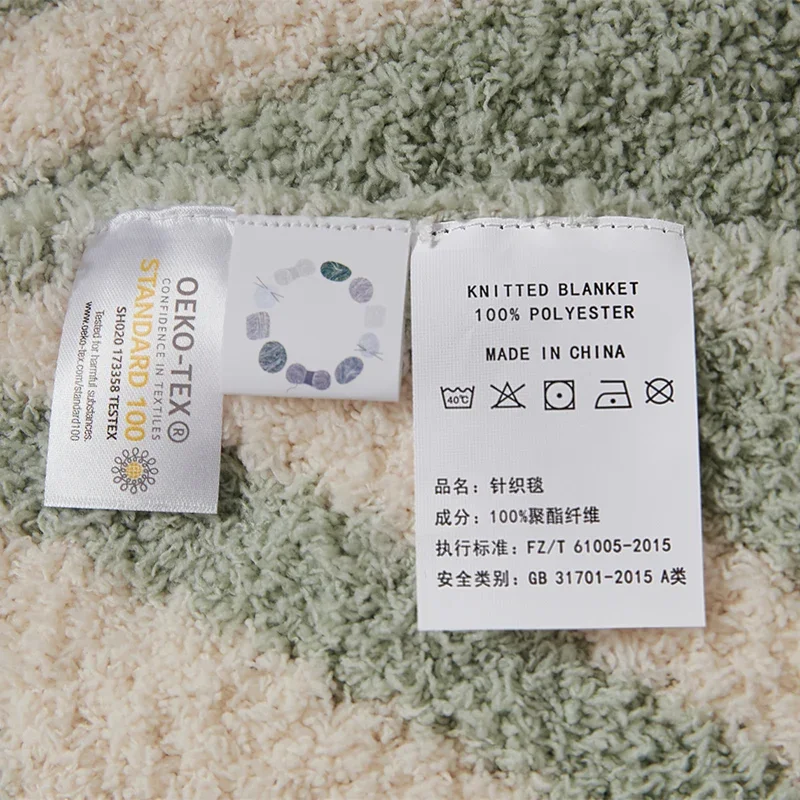 OEKO-TEX®
CONFIDENCE IN TEXTILES
STANDARD 100
SH020 173358 TESTEX
Tested for harmful substances.
www.oeko-tex.com/standard100
KNITTED BLANKET
100% POLYESTER
MADE IN CHINA
40℃
品名：针织毯
成分：100%聚酯纤维
执行标准：FZ/T 61005-2015
安全类别：GB 31701-2015 A类